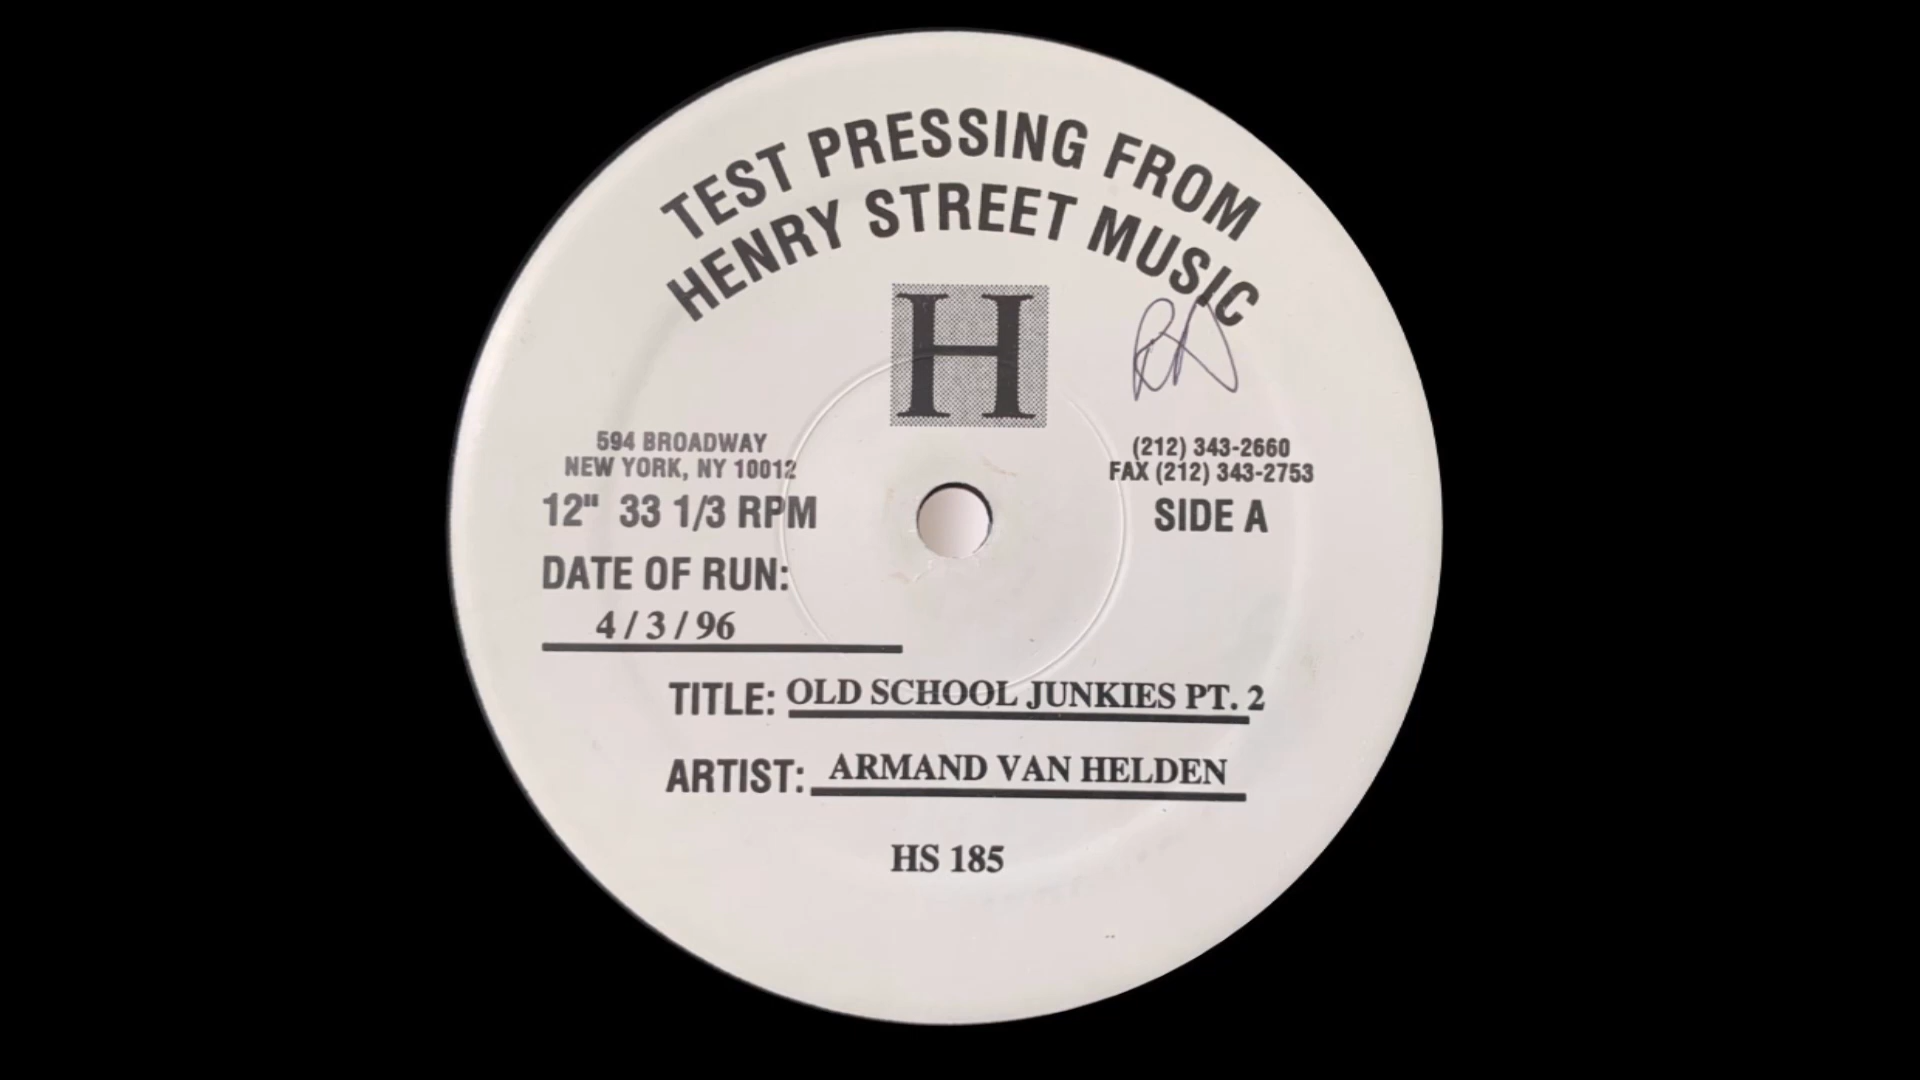 TEST PRESSING FROM
HENRY STREET MUSIC
H
594 BROADWAY
NEW YORK, NY 10012
(212) 343-2660
FAX (212) 343-2753
12" 33 1/3 RPM
SIDE A
DATE OF RUN:
4 / 3 / 96
TITLE: OLD SCHOOL JUNKIES PT. 2
ARTIST: ARMAND VAN HELDEN
HS 185